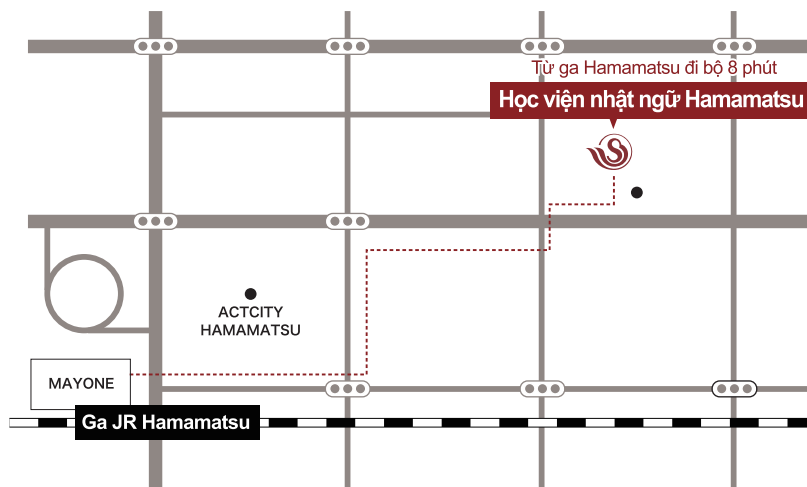 Từ ga Hamamatsu đi bộ 8 phút
Học viện nhật ngữ Hamamatsu
ACTCITY
HAMAMATSU
MAYONE
Ga JR Hamamatsu